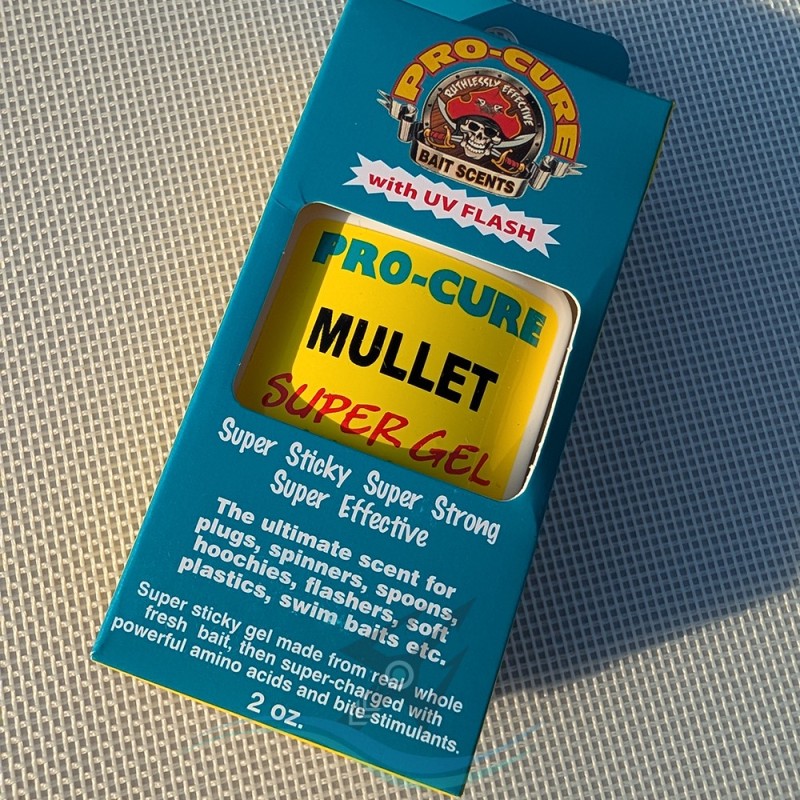 PRO-CURE
RUTHLESSLY EFFECTIVE
BAIT SCENTS
with UV FLASH
PRO-CURE
MULLET
SUPER GEL
Super Sticky Super Strong
Super Effective
The ultimate scent for
plugs, spinners, spoons,
hoochies, flashers, soft
plastics, swim baits etc.
Super sticky gel made from real whole
fresh bait, then super-charged with
powerful amino acids and bite stimulants.
2 oz.